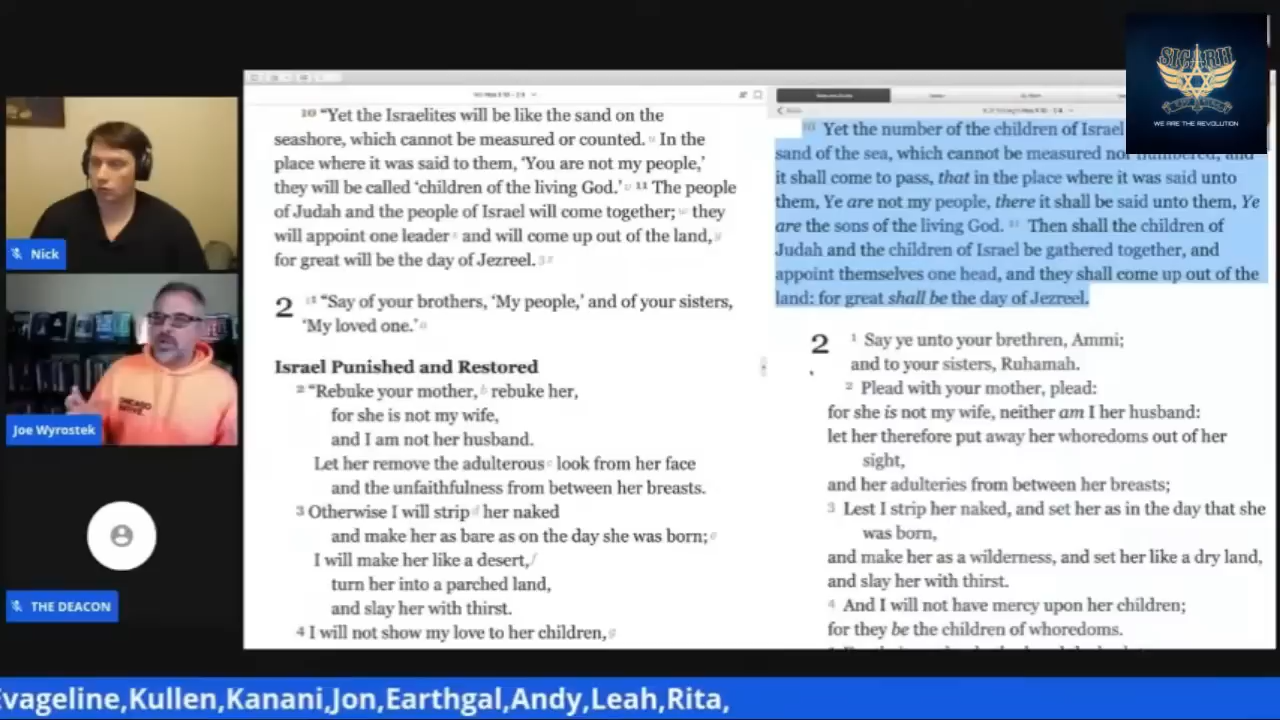 SICARII
WE ARE THE REVOLUTION
Nick
Joe Wyrostek
CHICAGO
THE DEACON
10 “Yet the Israelites will be like the sand on the
seashore, which cannot be measured or counted. In the
place where it was said to them, ‘You are not my people,’
they will be called ‘children of the living God.’ 11 The people
of Judah and the people of Israel will come together; they
will appoint one leader and will come up out of the land,
for great will be the day of Jezreel.
2 1 “Say of your brothers, ‘My people,’ and of your sisters,
‘My loved one.’
Israel Punished and Restored
2 “Rebuke your mother, rebuke her,
for she is not my wife,
and I am not her husband.
Let her remove the adulterous look from her face
and the unfaithfulness from between her breasts.
3 Otherwise I will strip her naked
and make her as bare as on the day she was born;
I will make her like a desert,
turn her into a parched land,
and slay her with thirst.
4 I will not show my love to her children,
10 Yet the number of the children of Israel
sand of the sea, which cannot be measured nor numbered; and
it shall come to pass, that in the place where it was said unto
them, Ye are not my people, there it shall be said unto them, Ye
are the sons of the living God. 11 Then shall the children of
Judah and the children of Israel be gathered together, and
appoint themselves one head, and they shall come up out of the
land: for great shall be the day of Jezreel.
2 1 Say ye unto your brethren, Ammi;
and to your sisters, Ruhamah.
2 Plead with your mother, plead:
for she is not my wife, neither am I her husband:
let her therefore put away her whoredoms out of her
sight,
and her adulteries from between her breasts;
3 Lest I strip her naked, and set her as in the day that she
was born,
and make her as a wilderness, and set her like a dry land,
and slay her with thirst.
4 And I will not have mercy upon her children;
for they be the children of whoredoms.
Evageline,Kullen,Kanani,Jon,Earthgal,Andy,Leah,Rita,